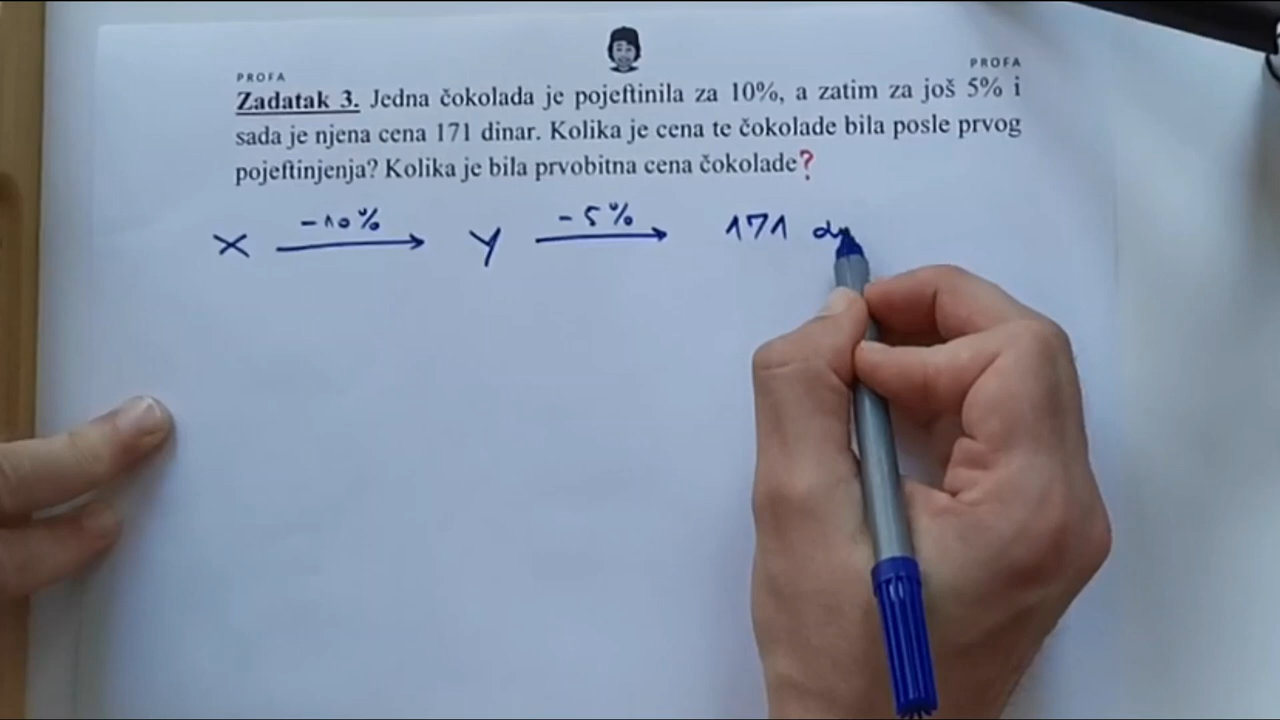 PROFA
PROFA
Zadatak 3. Jedna čokolada je pojeftinila za 10%, a zatim za još 5% i
sada je njena cena 171 dinar. Kolika je cena te čokolade bila posle prvog
pojeftinjenja? Kolika je bila prvobitna cena čokolade?
X -10% Y -5% 171